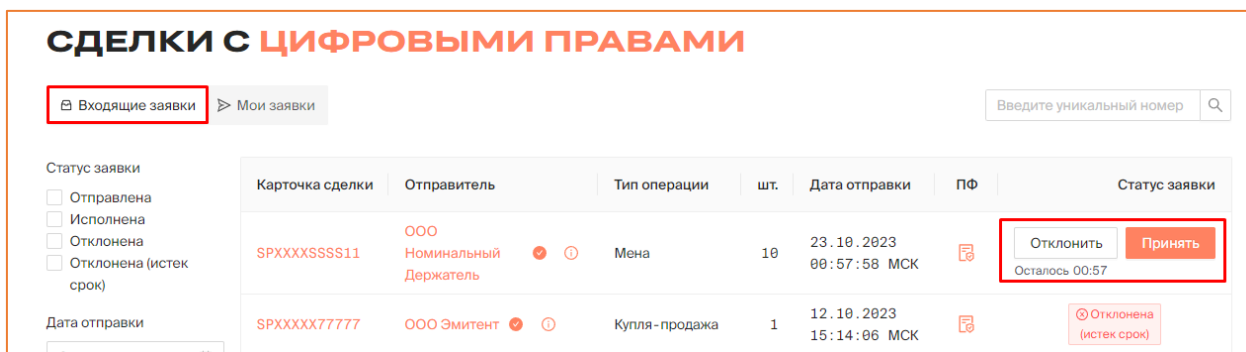 СДЕЛКИ С ЦИФРОВЫМИ ПРАВАМИ
Входящие заявки
Мои заявки
Введите уникальный номер
Статус заявки
Отправлена
Исполнена
Отклонена
Отклонена (истек
срок)
Дата отправки
Карточка сделки Отправитель Тип операции шт. Дата отправки ПФ Статус заявки
SPXXXXSSSS11
ООО
Номинальный
Держатель
Мена
10
23.10.2023
00:57:58 МСК
Отклонить
Принять
Осталось 00:57
SPXXXXX77777
ООО Эмитент
Купля-продажа
1
12.10.2023
15:14:06 МСК
Отклонена
(истек срок)